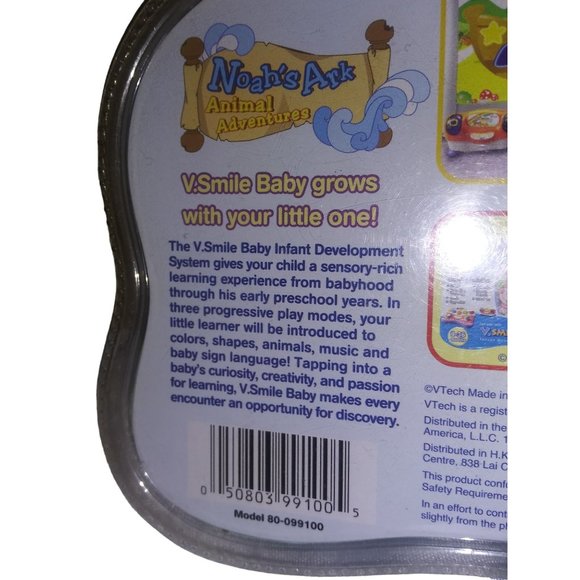 Noah's Ark
Animal
Adventures
V.Smile Baby grows
with your little one!
The V.Smile Baby Infant Development
System gives your child a sensory-rich
learning experience from babyhood
through his early preschool years. In
three progressive play modes, your
little learner will be introduced to
colors, shapes, animals, music and
baby sign language! Tapping into a
baby's curiosity, creativity, and passion
for learning, V.Smile Baby makes every
encounter an opportunity for discovery.
0 50803 99100 5
Model 80-099100
V.SM
©
©VTech Made in
VTech is a regist
Distributed in the
America, L.L.C. 1
Distributed in H.K
Centre. 838 Lai C
This product confo
Safety Requireme
In an effort to cont
slightly from the ph